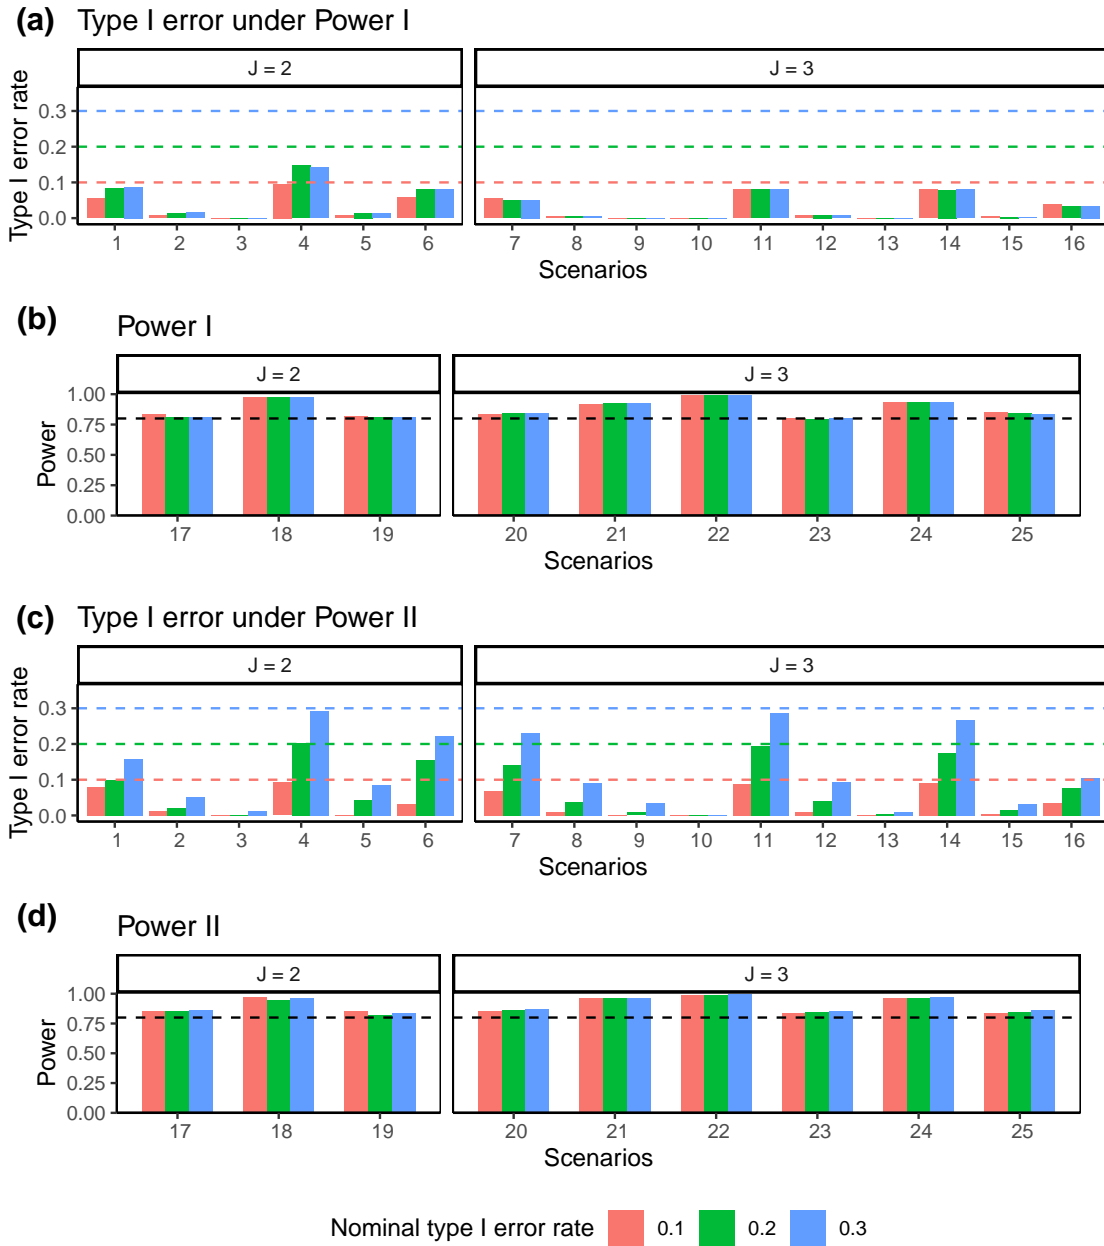 (a) Type I error under Power I
J = 2
J = 3
Type I error rate
0.3
0.2
0.1
0.0
1 2 3 4 5 6 7 8 9 10 11 12 13 14 15 16
Scenarios
(b) Power I
J = 2
J = 3
Power
1.00
0.75
0.50
0.25
0.00
17 18 19 20 21 22 23 24 25
Scenarios
(c) Type I error under Power II
J = 2
J = 3
Type I error rate
0.3
0.2
0.1
0.0
1 2 3 4 5 6 7 8 9 10 11 12 13 14 15 16
Scenarios
(d) Power II
J = 2
J = 3
Power
1.00
0.75
0.50
0.25
0.00
17 18 19 20 21 22 23 24 25
Scenarios
Nominal type I error rate 0.1 0.2 0.3